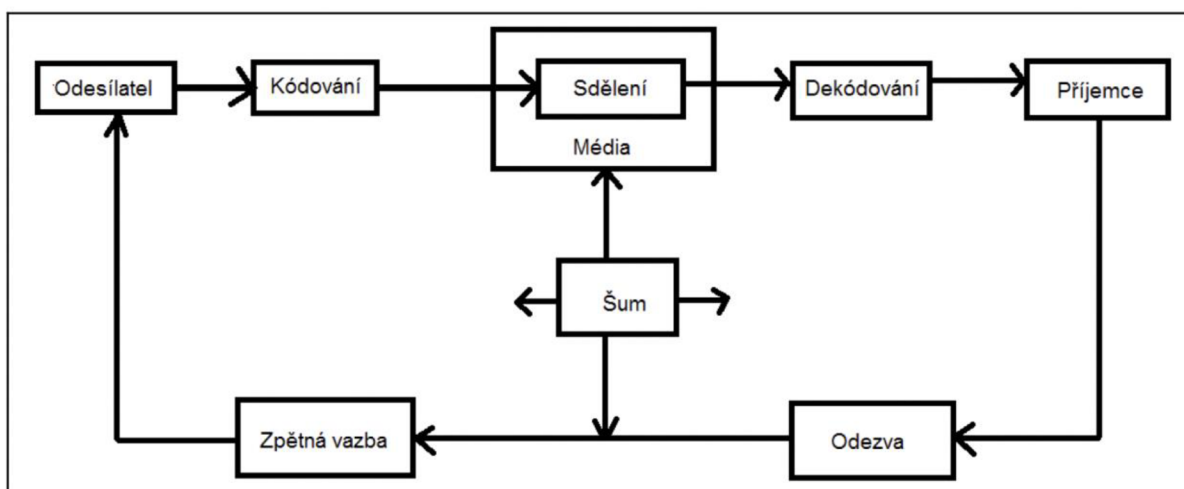 Odesílatel
Kódování
Sdělení
Média
Dekódování
Příjemce
Šum
Zpětná vazba
Odezva